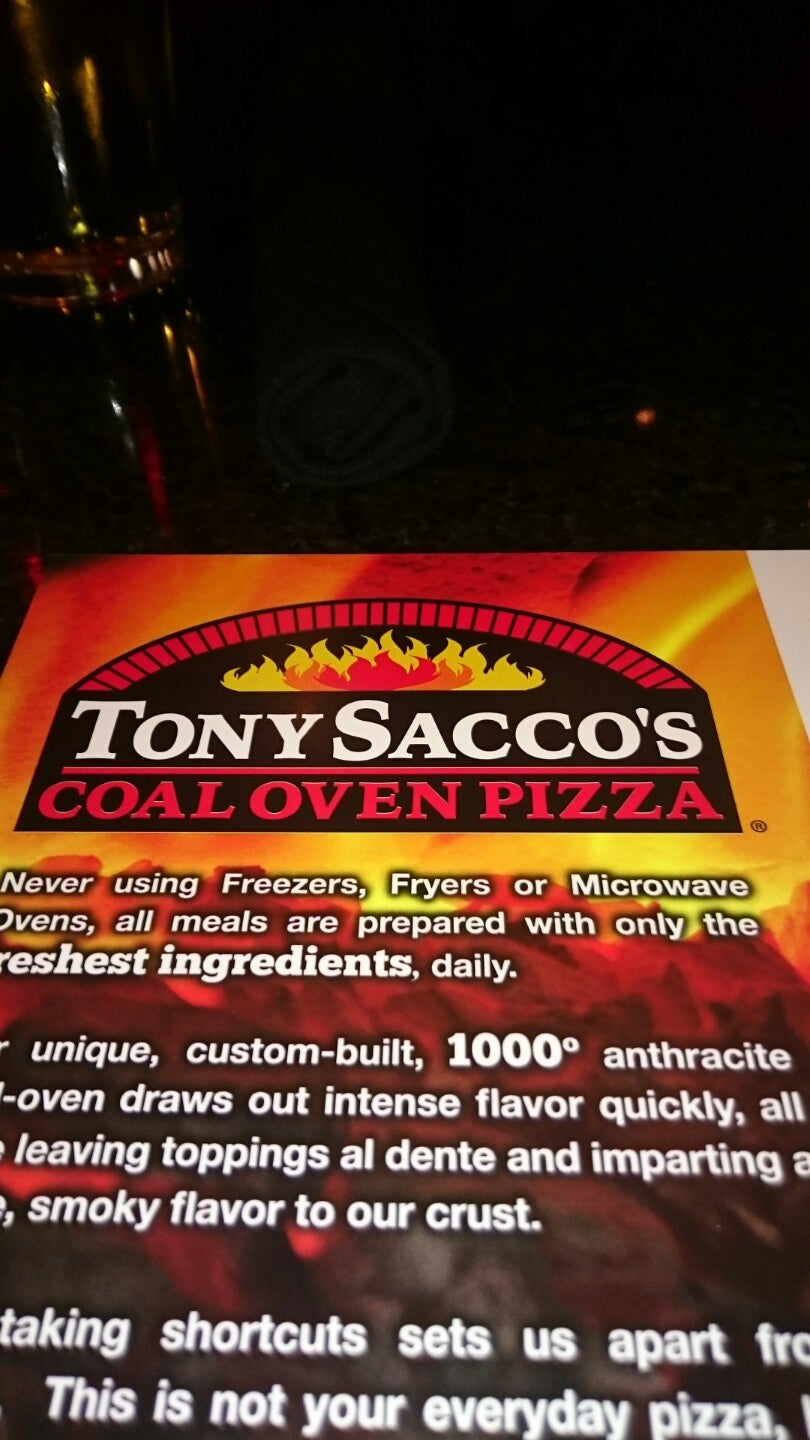 TONY SACCO'S
COAL OVEN PIZZA ®
Never using Freezers, Fryers or Microwave
Ovens, all meals are prepared with only the
reshest ingredients, daily.
unique, custom-built, 1000° anthracite
-oven draws out intense flavor quickly, all
leaving toppings al dente and imparting a
, smoky flavor to our crust.
taking shortcuts sets us apart fro
This is not your everyday pizza,